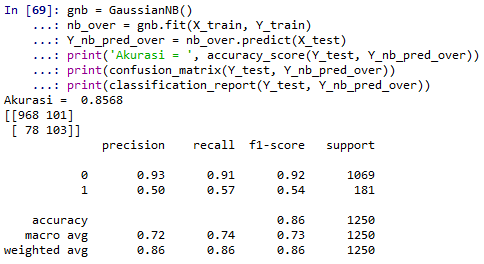 In [69]: gnb = GaussianNB()
...: nb_over = gnb.fit(X_train, Y_train)
...: Y_nb_pred_over = nb_over.predict(X_test)
...: print('Akurasi = ', accuracy_score(Y_test, Y_nb_pred_over))
...: print(confusion_matrix(Y_test, Y_nb_pred_over))
...: print(classification_report(Y_test, Y_nb_pred_over))
Akurasi =  0.8568
[[968 101]
[ 78 103]]
precision    recall  f1-score   support
0       0.93      0.91      0.92      1069
1       0.50      0.57      0.54       181
accuracy                           0.86      1250
macro avg       0.72      0.74      0.73      1250
weighted avg       0.86      0.86      0.86      1250